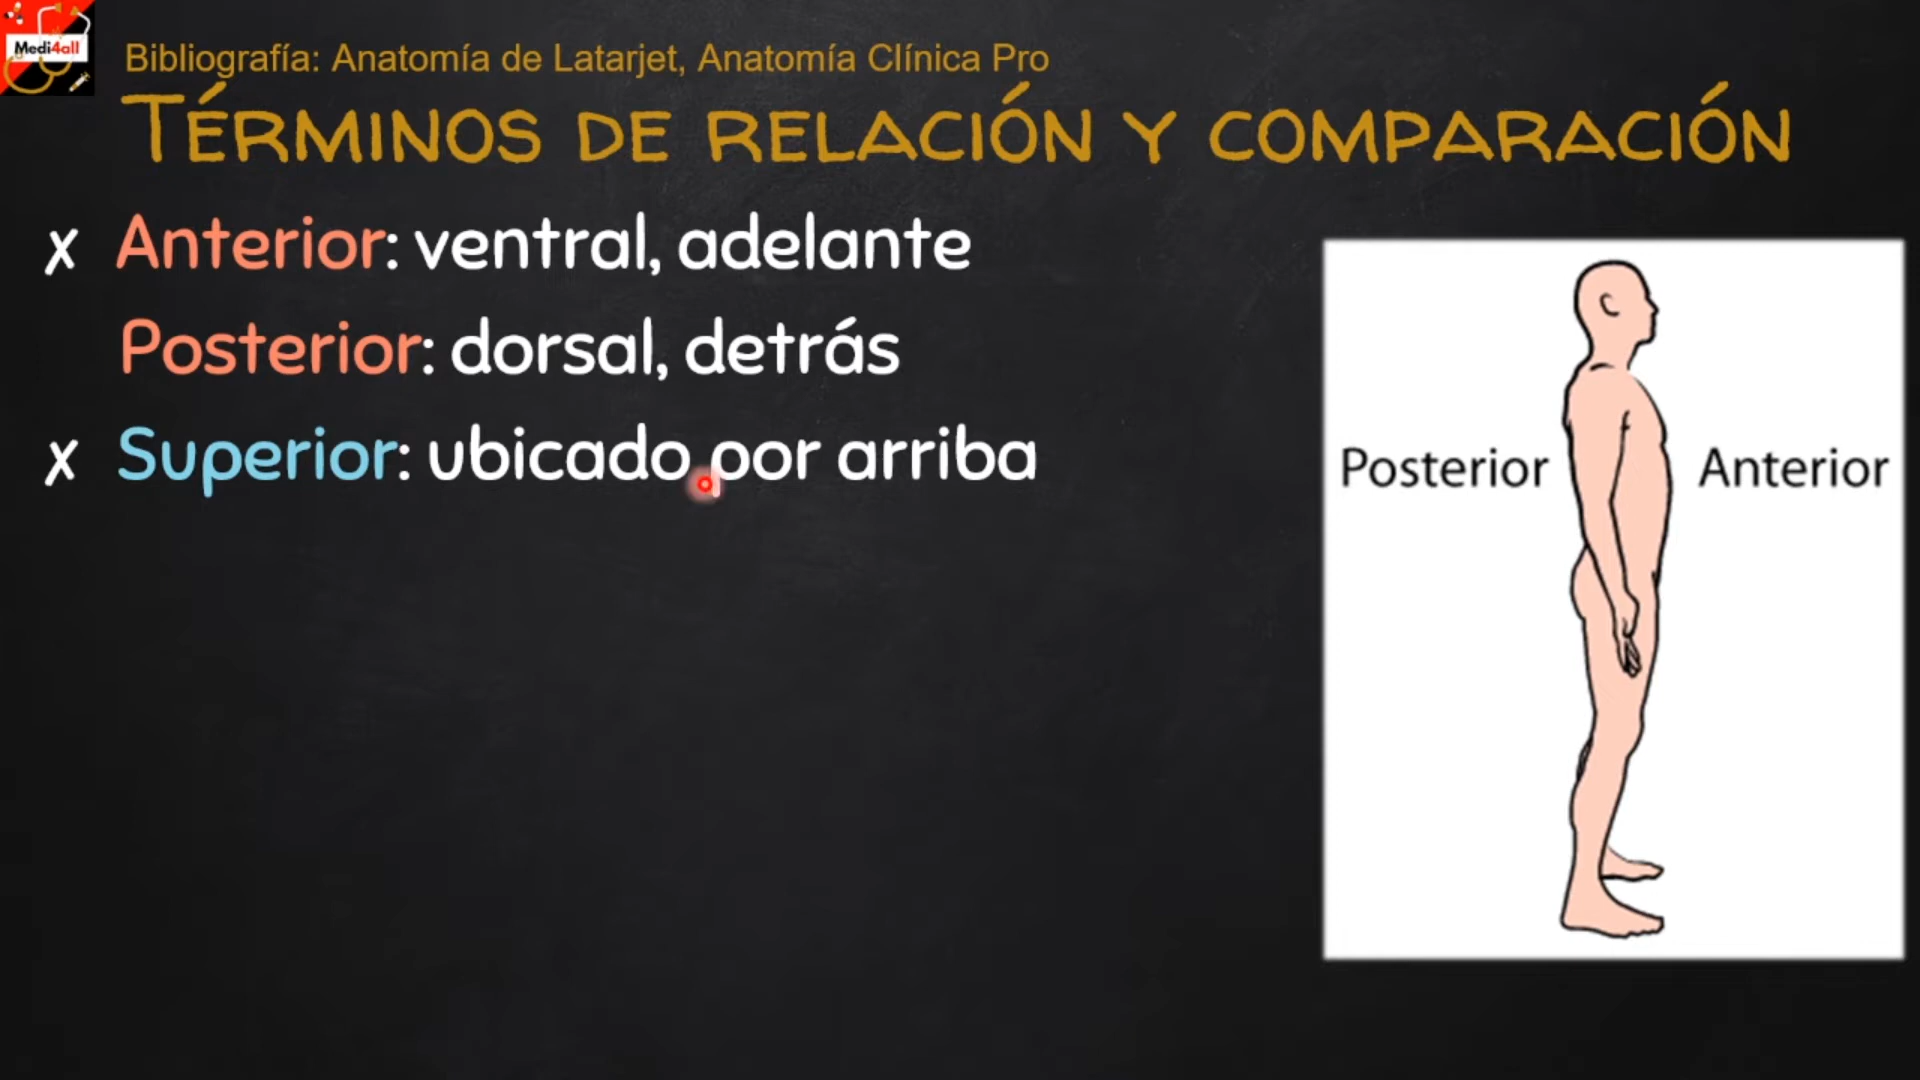 Medi4all
Bibliografía: Anatomía de Latarjet, Anatomía Clínica Pro
TÉRMINOS DE RELACIÓN Y COMPARACIÓN
✗ Anterior: ventral, adelante
Posterior: dorsal, detrás
✗ Superior: ubicado por arriba
Posterior
Anterior